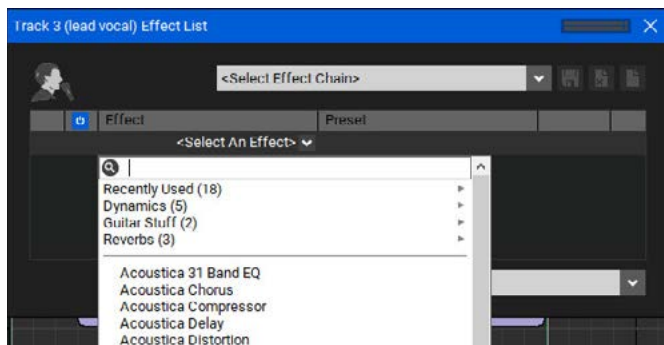 Track 3 (lead vocal) Effect List
<Select Effect Chain>
Effect Preset
<Select An Effect>
Recently Used (18)
Dynamics (5)
Guitar Stuff (2)
Reverbs (3)
Acoustica 31 Band EQ
Acoustica Chorus
Acoustica Compressor
Acoustica Delay
Acoustica Distortion